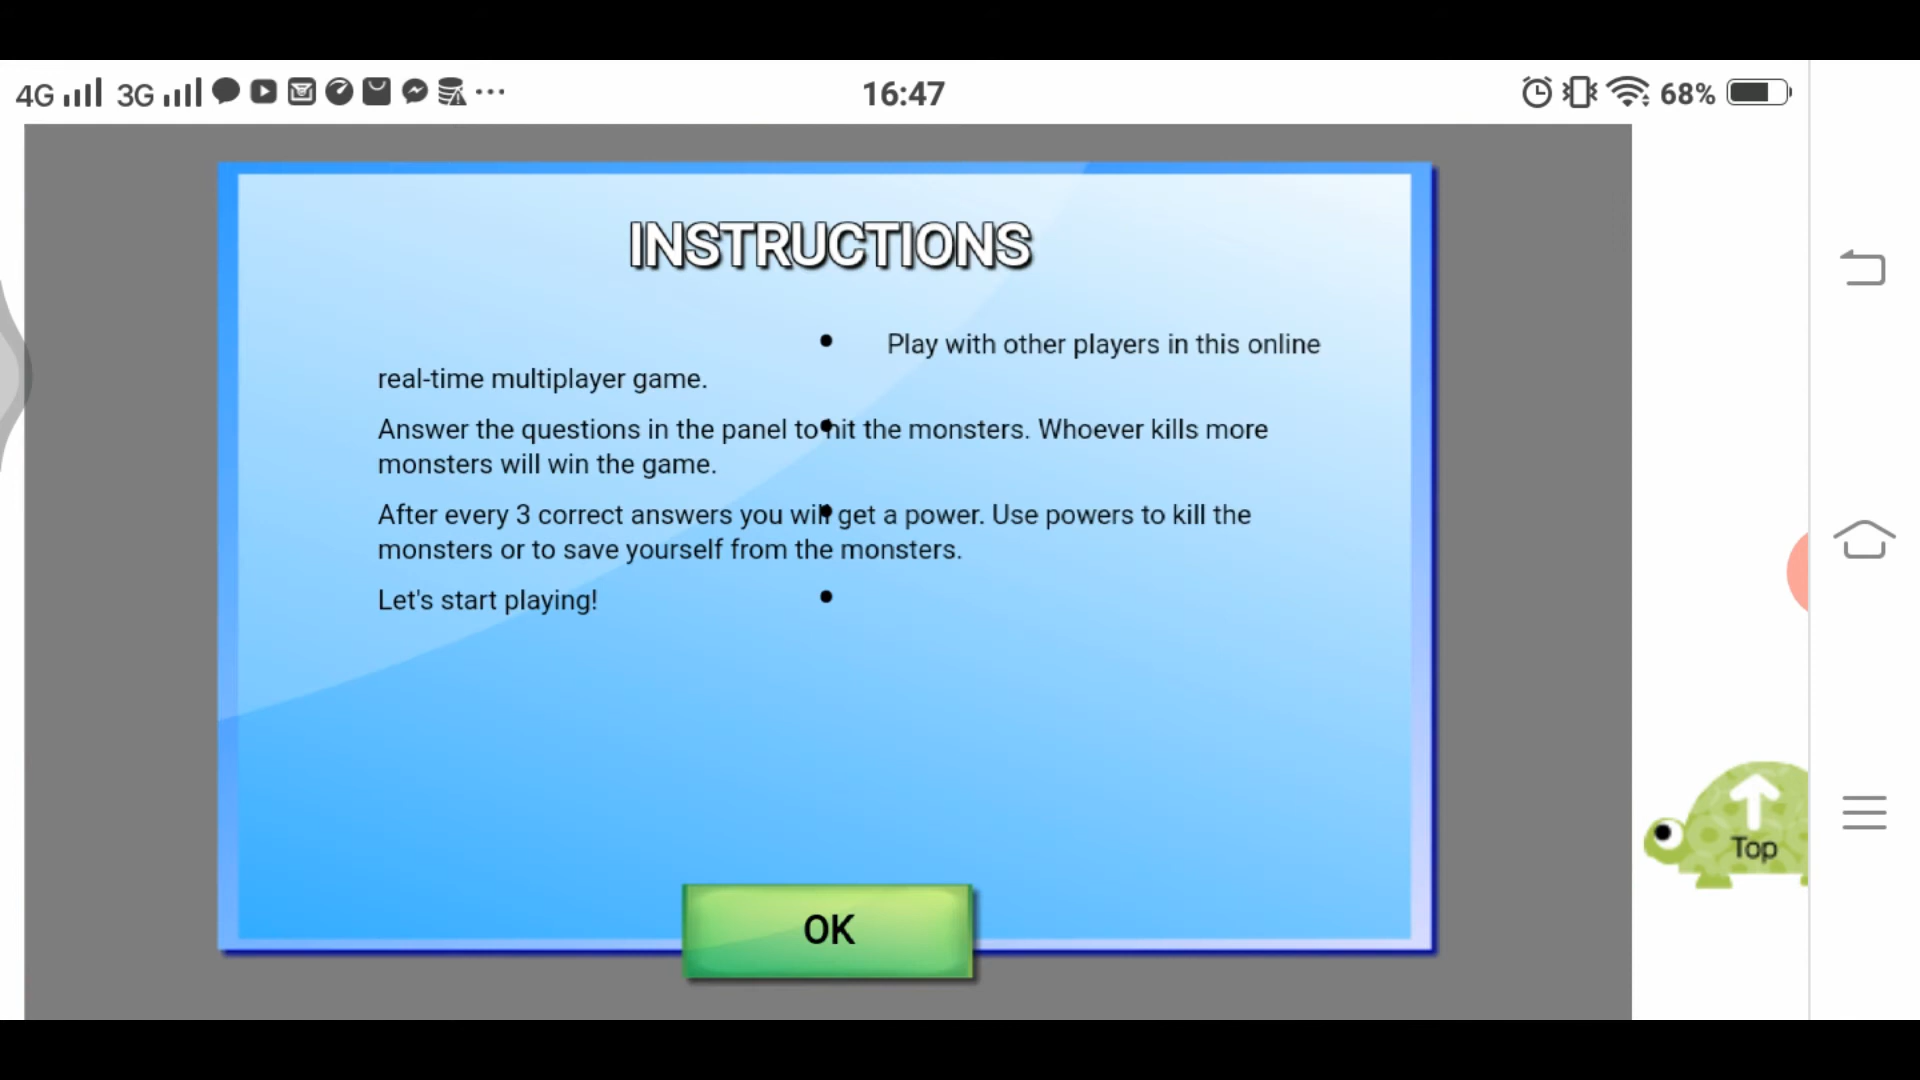 4G 3G 16:47 68%
INSTRUCTIONS
• Play with other players in this online
real-time multiplayer game.
• Answer the questions in the panel to hit the monsters. Whoever kills more
monsters will win the game.
• After every 3 correct answers you will get a power. Use powers to kill the
monsters or to save yourself from the monsters.
• Let's start playing!
Top
OK